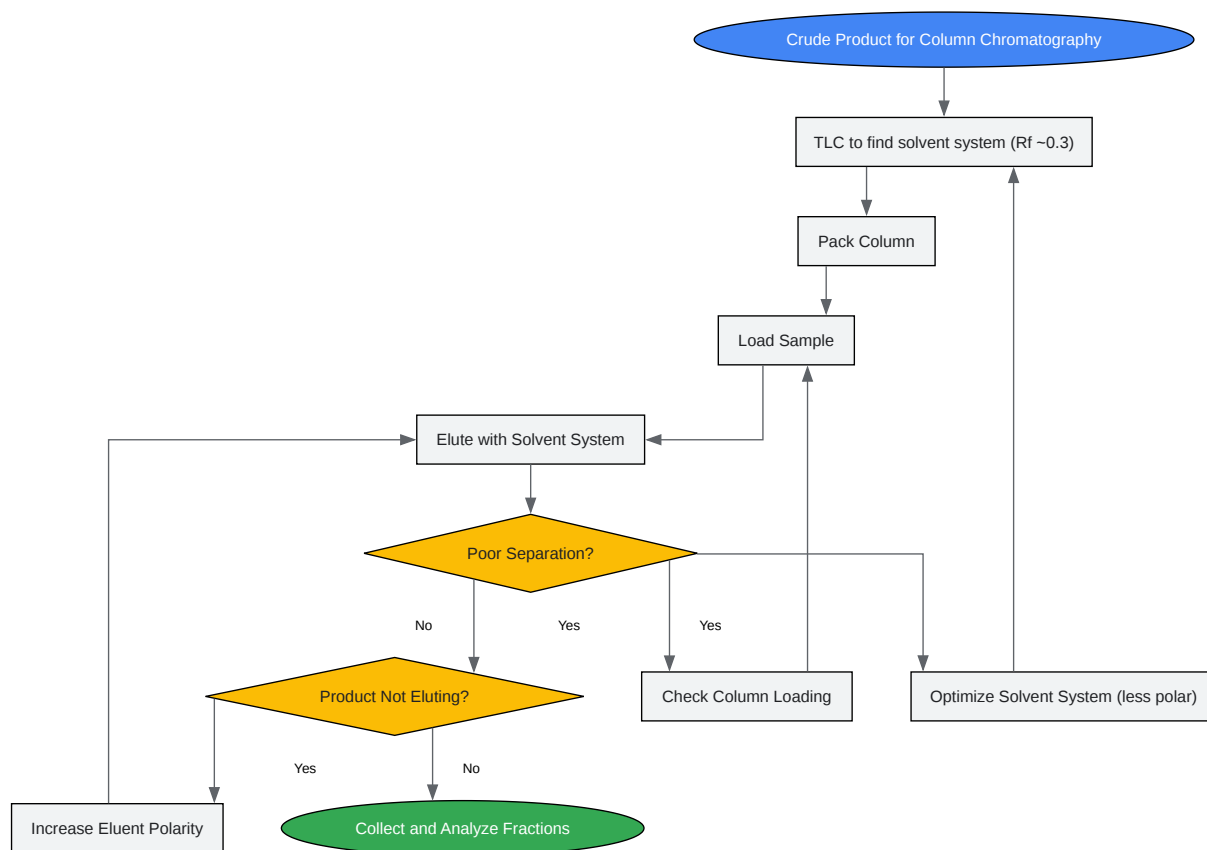 Crude Product for Column Chromatography
TLC to find solvent system (Rf ~0.3)
Pack Column
Load Sample
Elute with Solvent System
Poor Separation?
No
Yes
Yes
Product Not Eluting?
Check Column Loading
Optimize Solvent System (less polar)
Yes
No
Increase Eluent Polarity
Collect and Analyze Fractions